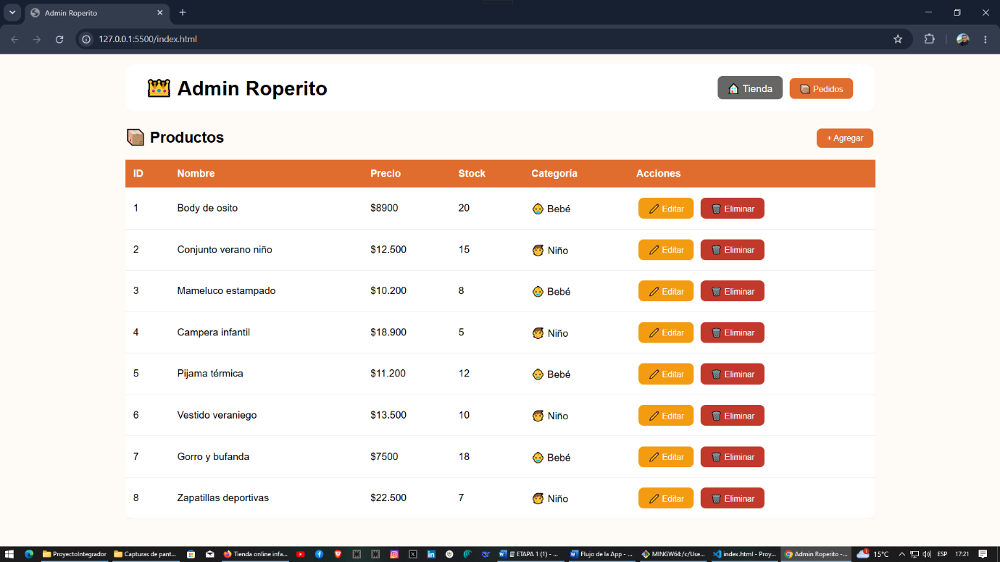 Admin Roperito
127.0.0.1:5500/index.html
Admin Roperito
Tienda
Pedidos
Productos
+ Agregar
ID Nombre Precio Stock Categoría Acciones
1 Body de osito $8900 20 Bebé Editar Eliminar
2 Conjunto verano niño $12.500 15 Niño Editar Eliminar
3 Mameluco estampado $10.200 8 Bebé Editar Eliminar
4 Campera infantil $18.900 5 Niño Editar Eliminar
5 Pijama térmica $11.200 12 Bebé Editar Eliminar
6 Vestido veraniego $13.500 10 Niño Editar Eliminar
7 Gorro y bufanda $7500 18 Bebé Editar Eliminar
8 Zapatillas deportivas $22.500 7 Niño Editar Eliminar
ProyectoIntegrador Capturas de pant... Tienda online infa... ETAPA 1 (1) - ... Flujo de la App - ... MINGW64:/c/Use... index.html - Proy... Admin Roperito -... 1 15°C ESP 17:21